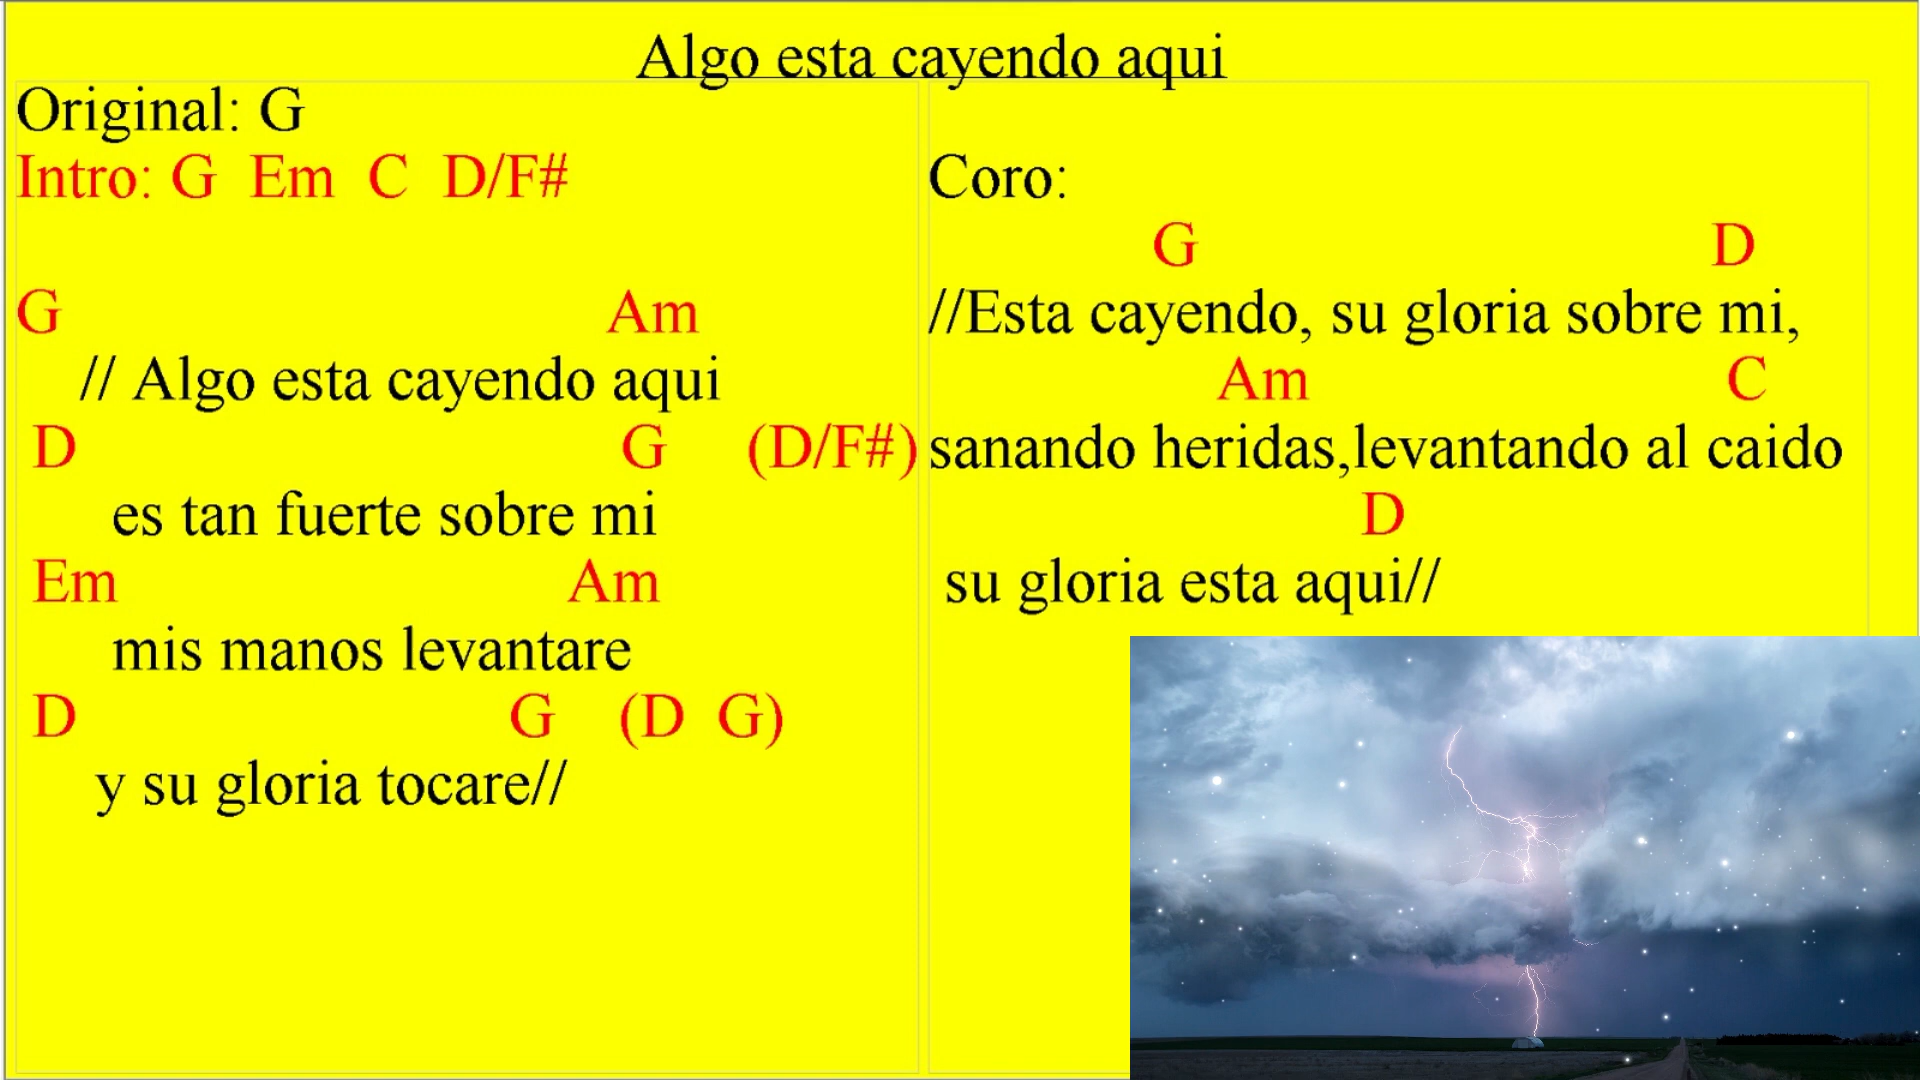 Algo esta cayendo aqui
Original: G
Intro: G Em C D/F#
G Am
// Algo esta cayendo aqui
D G (D/F#)
es tan fuerte sobre mi
Em Am
mis manos levantare
D G (D G)
y su gloria tocare//
Coro:
G D
//Esta cayendo, su gloria sobre mi,
Am C
sanando heridas,levantando al caido
D
su gloria esta aqui//